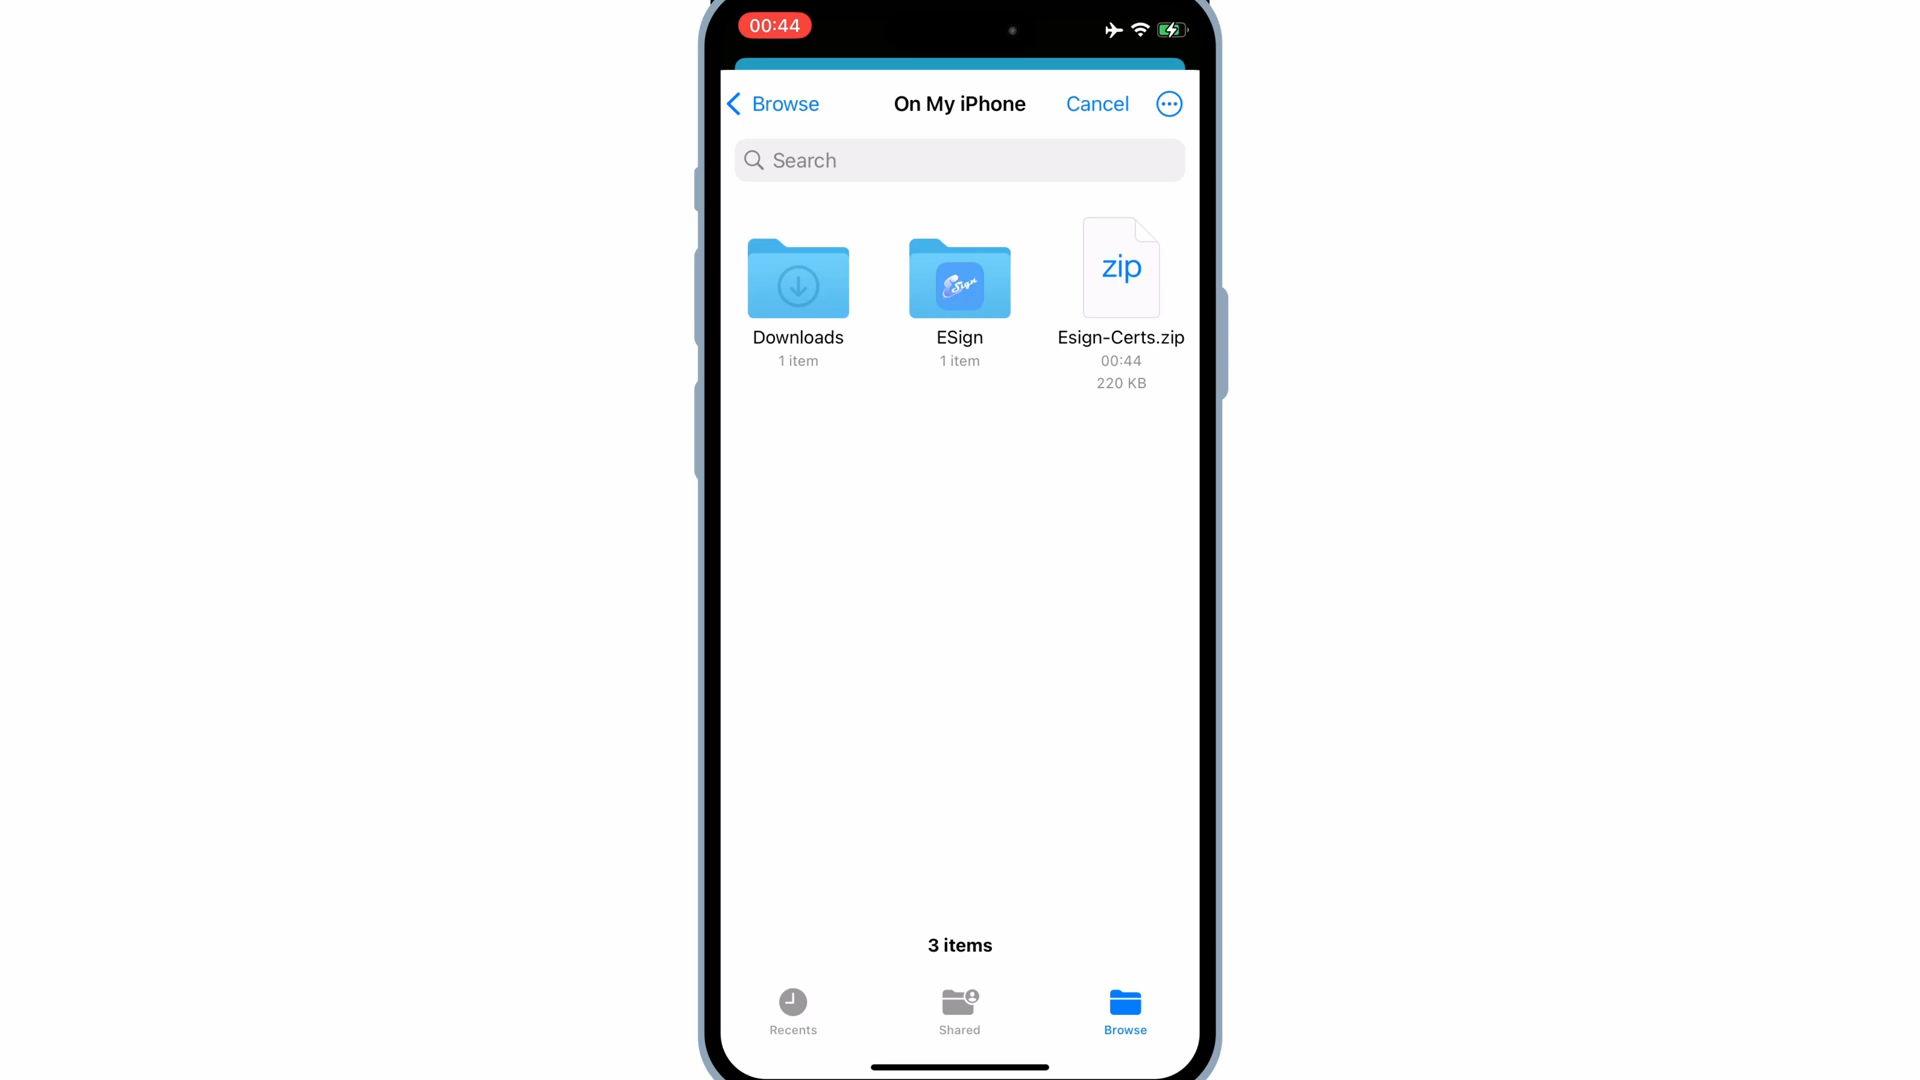 00:44
Browse
On My iPhone
Cancel
Search
zip
Sign
Downloads
1 item
ESign
1 item
Esign-Certs.zip
00:44
220 KB
3 items
Recents
Shared
Browse